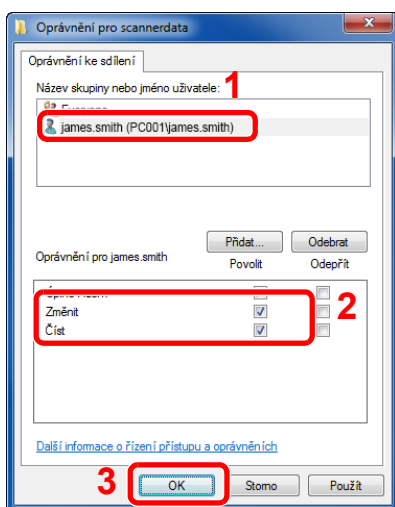 Oprávnění pro scannerdata
Oprávnění ke sdílení
Název skupiny nebo jméno uživatele:
1
james.smith (PC001\james.smith)
Přidat...
Odebrat
Oprávnění pro james.smith
Povolit
Odepřít
2
Změnit
Číst
Další informace o řízení přístupu a oprávněních
3
OK
Storno
Použít